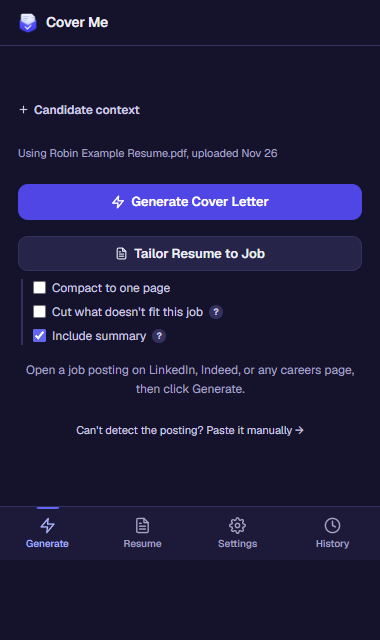 Cover Me
+ Candidate context
Using Robin Example Resume.pdf, uploaded Nov 26
Generate Cover Letter
Tailor Resume to Job
Compact to one page
Cut what doesn't fit this job ?
Include summary ?
Open a job posting on LinkedIn, Indeed, or any careers page,
then click Generate.
Can't detect the posting? Paste it manually →
Generate
Resume
Settings
History